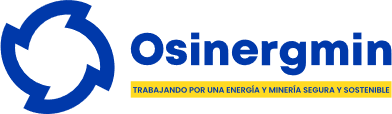 Osinergmin
TRABAJANDO POR UNA ENERGÍA Y MINERÍA SEGURA Y SOSTENIBLE